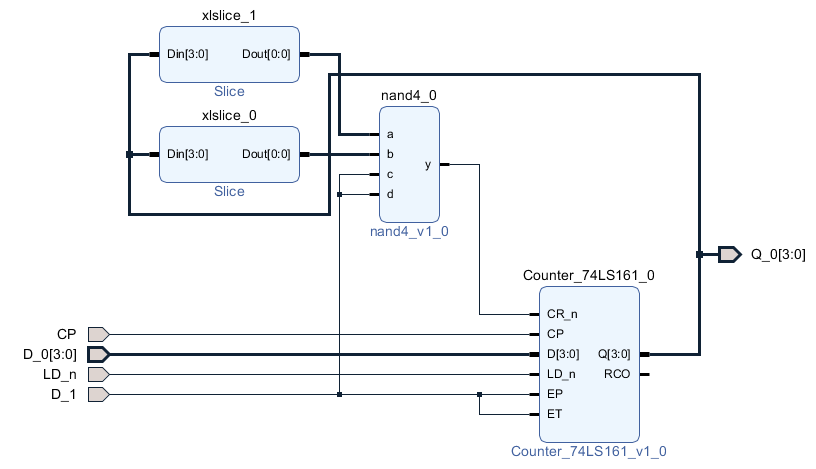 xlslice_1
Din[3:0] Dout[0:0]
Slice
xlslice_0
Din[3:0] Dout[0:0]
Slice
nand4_0
a
b
c
d
y
nand4_v1_0
Q_0[3:0]
Counter_74LS161_0
CP
D_0[3:0]
LD_n
D_1
CR_n
CP
D[3:0] Q[3:0]
LD_n RCO
EP
ET
Counter_74LS161_v1_0